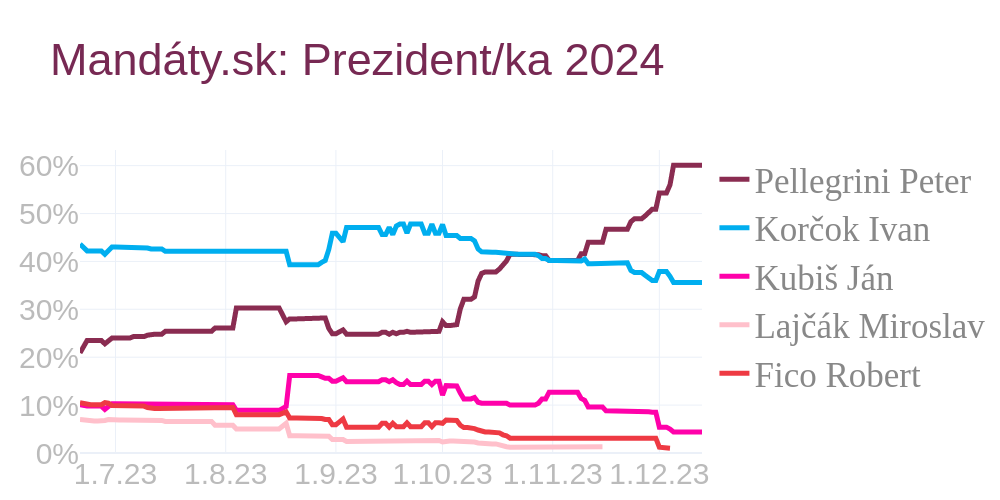 Mandáty.sk: Prezident/ka 2024
60%
50%
40%
30%
20%
10%
0%
1.7.23 1.8.23 1.9.23 1.10.23 1.11.23 1.12.23
Pellegrini Peter
Korčok Ivan
Kubiš Ján
Lajčák Miroslav
Fico Robert